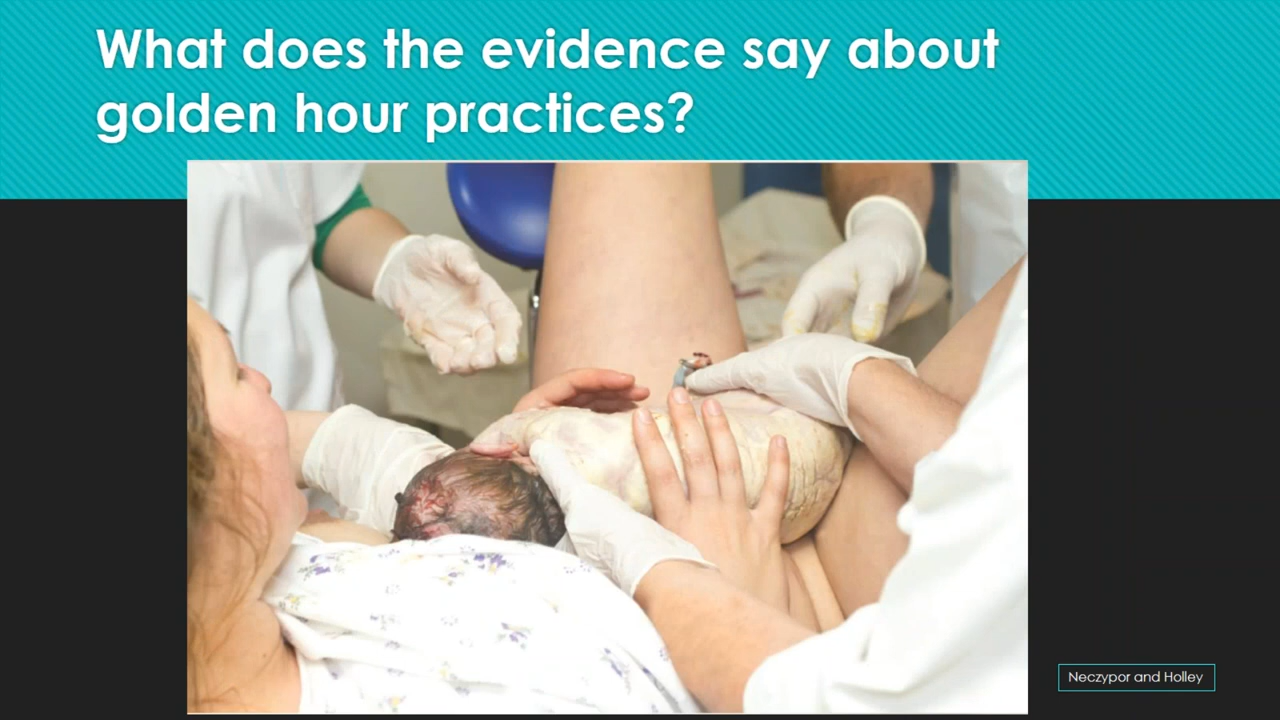 What does the evidence say about
golden hour practices?
Neczypor and Holley